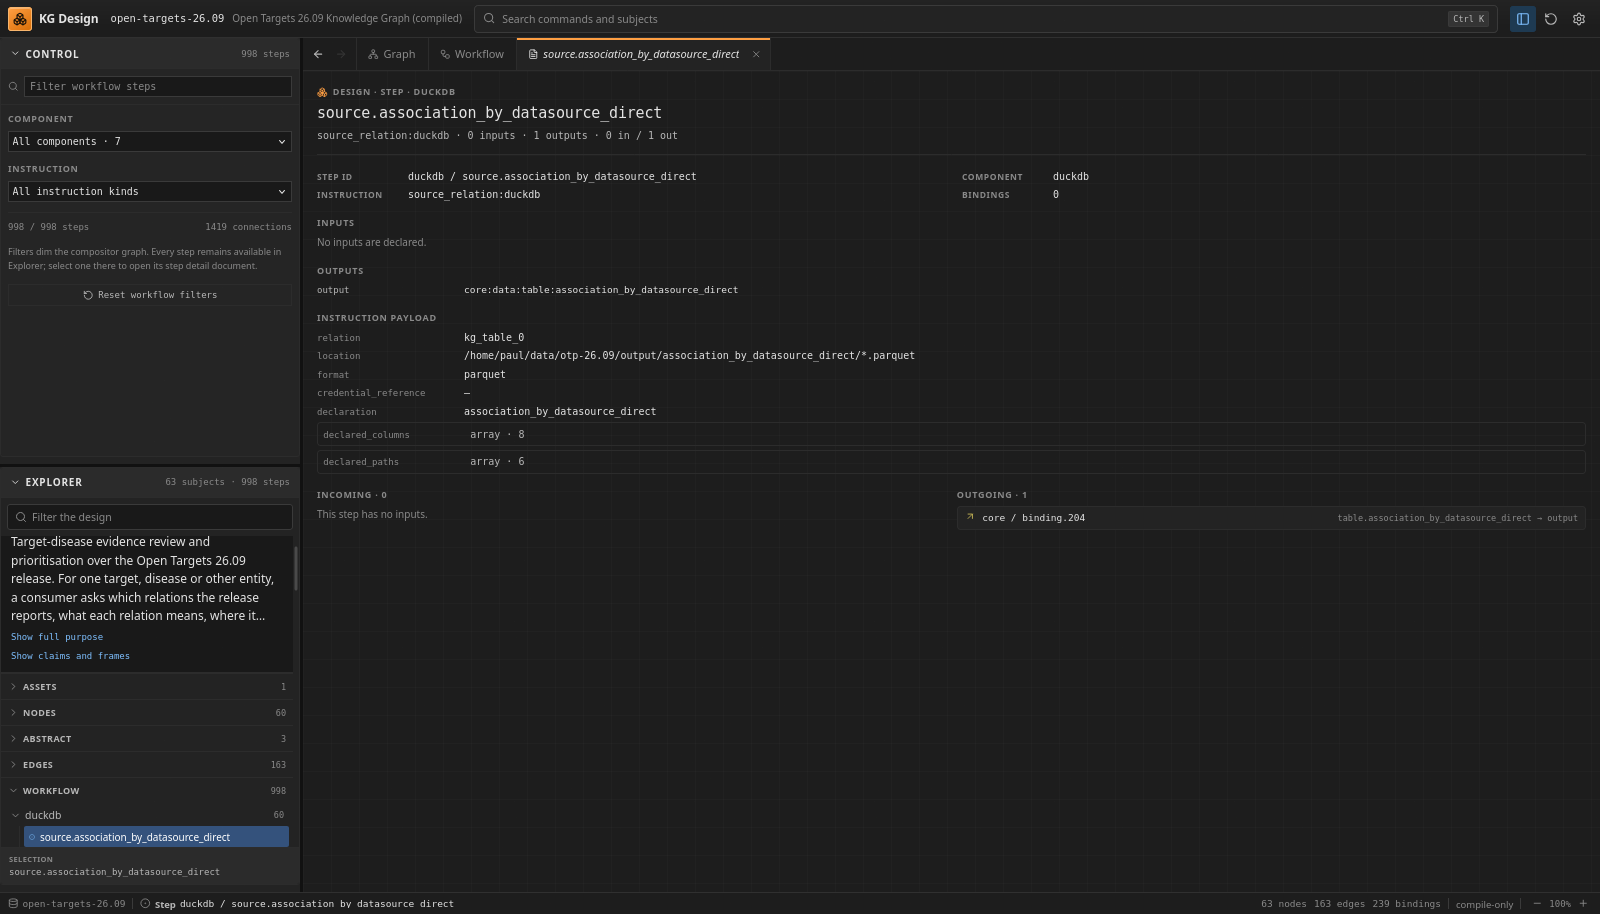 KG Design open-targets-26.09 Open Targets 26.09 Knowledge Graph (compiled) Search commands and subjects Ctrl K
CONTROL 998 steps
Filter workflow steps
COMPONENT
All components · 7
INSTRUCTION
All instruction kinds
998 / 998 steps 1419 connections
Filters dim the compositor graph. Every step remains available in
Explorer; select one there to open its step detail document.
Reset workflow filters
EXPLORER 63 subjects · 998 steps
Filter the design
Target-disease evidence review and
prioritisation over the Open Targets 26.09
release. For one target, disease or other entity,
a consumer asks which relations the release
reports, what each relation means, where it...
Show full purpose
Show claims and frames
ASSETS 1
NODES 60
ABSTRACT 3
EDGES 163
WORKFLOW 998
duckdb 60
source.association_by_datasource_direct
SELECTION
source.association_by_datasource_direct
Graph Workflow source.association_by_datasource_direct
DESIGN · STEP · DUCKDB
source.association_by_datasource_direct
source_relation:duckdb · 0 inputs · 1 outputs · 0 in / 1 out
STEP ID duckdb / source.association_by_datasource_direct COMPONENT duckdb
INSTRUCTION source_relation:duckdb BINDINGS 0
INPUTS
No inputs are declared.
OUTPUTS
output core:data:table:association_by_datasource_direct
INSTRUCTION PAYLOAD
relation kg_table_0
location /home/paul/data/otp-26.09/output/association_by_datasource_direct/*.parquet
format parquet
credential_reference —
declaration association_by_datasource_direct
declared_columns array · 8
declared_paths array · 6
INCOMING · 0 OUTGOING · 1
This step has no inputs.
core / binding.204 table.association_by_datasource_direct → output
open-targets-26.09 Step duckdb / source.association_by_datasource_direct 63 nodes 163 edges 239 bindings compile-only − 100% +